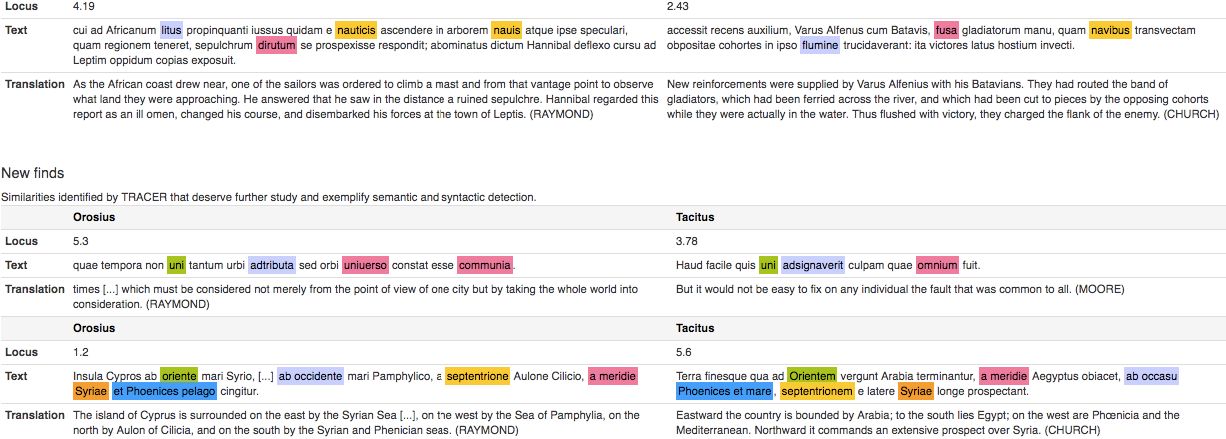 Locus 4.19 2.43
Text cui ad Africanum litus propinquanti iussus quidam e nauticis ascendere in arborem nauis atque ipse speculari, accessit recens auxilium, Varus Alfenus cum Batavis, fusa gladiatorum manu, quam navibus transvectam
quam regionem teneret, sepulchrum dirutum se prospexisse respondit; abominatus dictum Hannibal deflexo cursu ad obpositae cohortes in ipso flumine trucidaverant: ita victores latus hostium invecti.
Leptim oppidum copias exposuit.
Translation As the African coast drew near, one of the sailors was ordered to climb a mast and from that vantage point to observe New reinforcements were supplied by Varus Alfenius with his Batavians. They had routed the band of
what land they were approaching. He answered that he saw in the distance a ruined sepulchre. Hannibal regarded this gladiators, which had been ferried across the river, and which had been cut to pieces by the opposing cohorts
report as an ill omen, changed his course, and disembarked his forces at the town of Leptis. (RAYMOND) while they were actually in the water. Thus flushed with victory, they charged the flank of the enemy. (CHURCH)
New finds
Similarities identified by TRACER that deserve further study and exemplify semantic and syntactic detection.
Orosius Tacitus
Locus 5.3 3.78
Text quae tempora non uni tantum urbi adtributa sed orbi uniuerso constat esse communia. Haud facile quis uni adsignaverit culpam quae omnium fuit.
Translation times [...] which must be considered not merely from the point of view of one city but by taking the whole world into But it would not be easy to fix on any individual the fault that was common to all. (MOORE)
consideration. (RAYMOND)
Orosius Tacitus
Locus 1.2 5.6
Text Insula Cypros ab oriente mari Syrio, [...] ab occidente mari Pamphylico, a septentrione Aulone Cilicio, a meridie Terra finesque qua ad Orientem vergunt Arabia terminantur, a meridie Aegyptus obiacet, ab occasu
Syriae et Phoenices pelago cingitur. Phoenices et mare, septentrionem e latere Syriae longe prospectant.
Translation The island of Cyprus is surrounded on the east by the Syrian Sea [...], on the west by the Sea of Pamphylia, on the Eastward the country is bounded by Arabia; to the south lies Egypt; on the west are Phœnicia and the
north by Aulon of Cilicia, and on the south by the Syrian and Phenician seas. (RAYMOND) Mediterranean. Northward it commands an extensive prospect over Syria. (CHURCH)